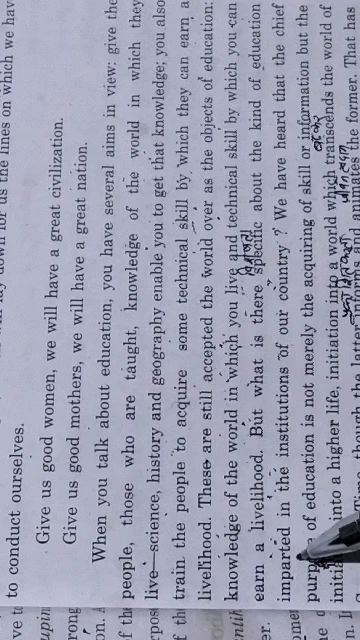 down for us the lines on which we
to conduct ourselves.
Give us good women, we will have a great civilization.
Give us good mothers, we will have a great nation.
When you talk about education, you have several aims in view: give the
people, those who are taught, knowledge of the world in which they
live—science, history and geography enable you to get that knowledge; you also
train the people to acquire some technical skill by which they can earn a
livelihood. These are still accepted the world over as the objects of education:
knowledge of the world in which you live and technical skill by which you can
earn a livelihood. But what is there specific about the kind of education
imparted in the institutions of our country ? We have heard that the chief
of education is not merely the acquiring of skill or information but the
into a higher life, initiation into a world which transcends the world of
though the latter informs and the former. That has